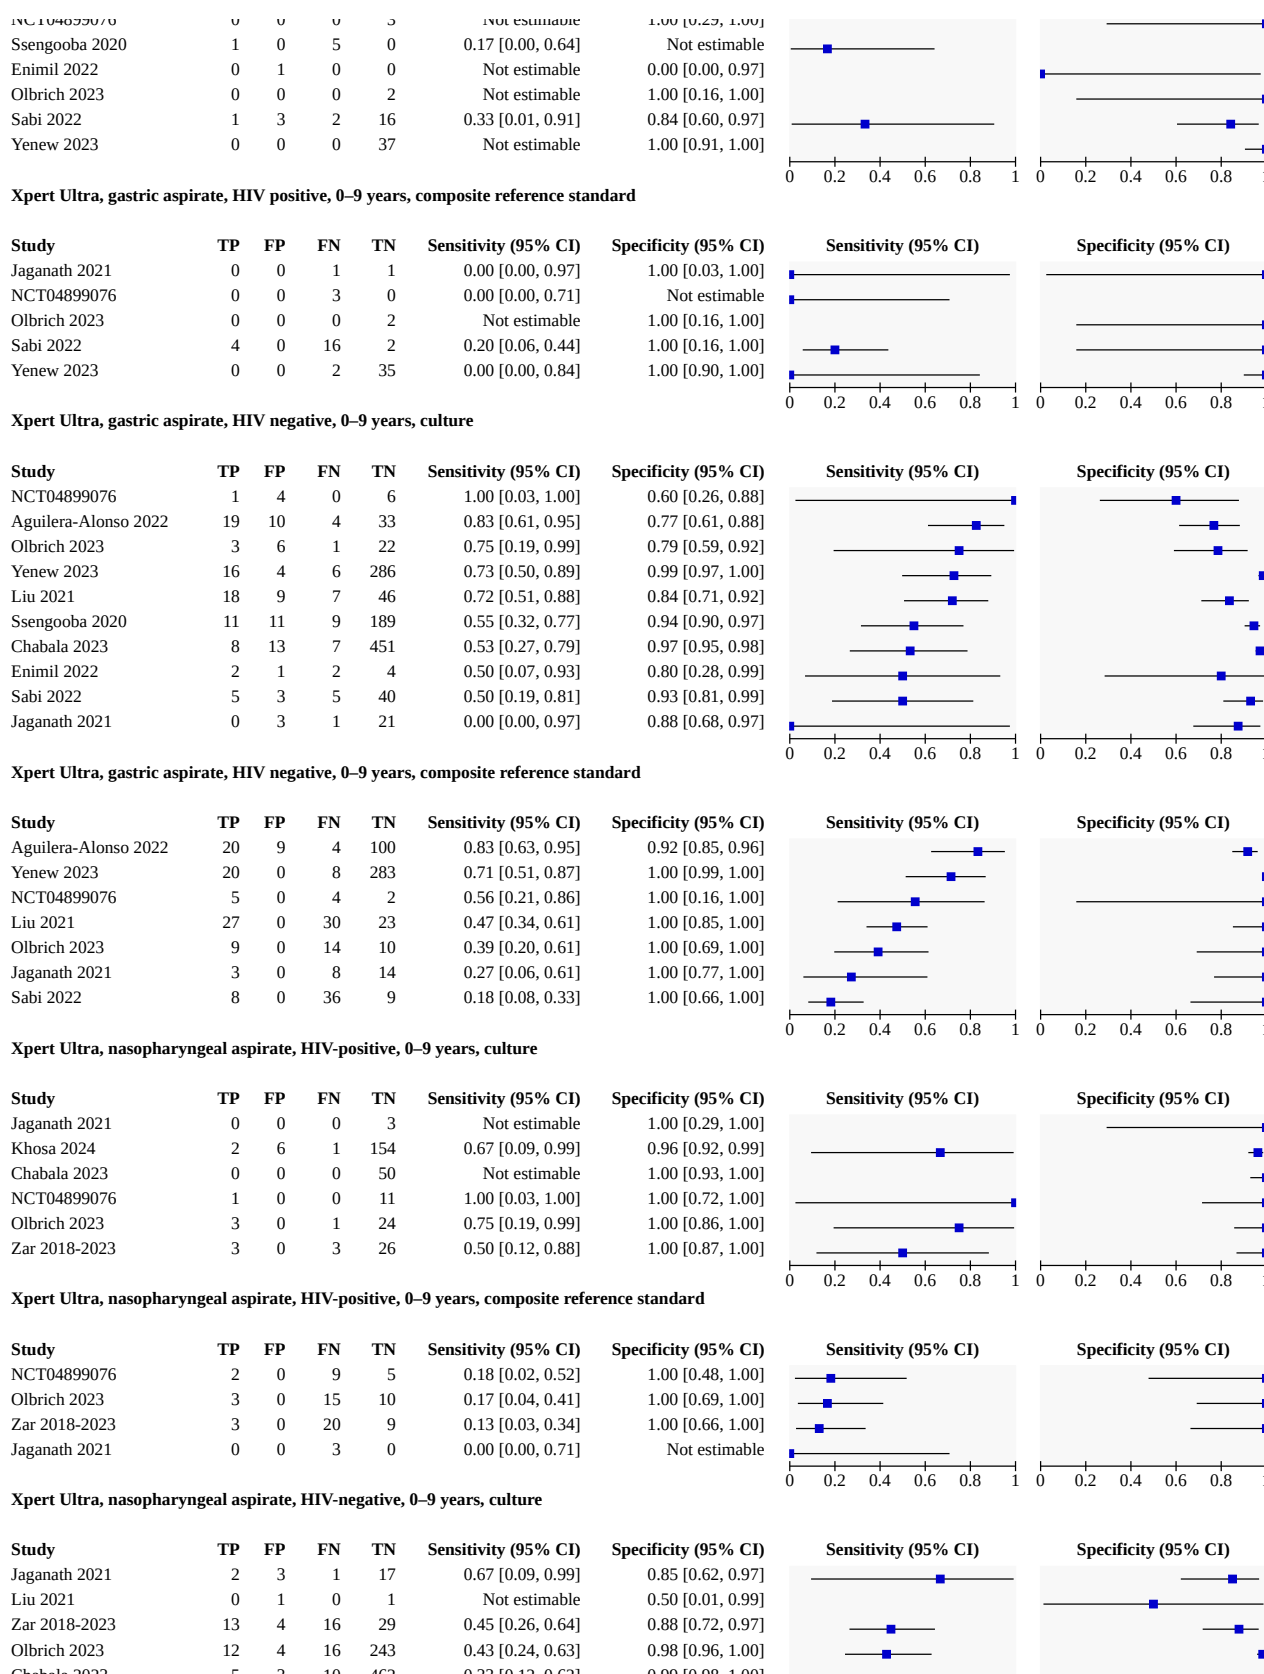 NCT04899076 0 0 0 3 Not estimable 1.00 [0.29, 1.00]
Ssengooba 2020 1 0 5 0 0.17 [0.00, 0.64] Not estimable
Enimil 2022 0 1 0 0 Not estimable 0.00 [0.00, 0.97]
Olbrich 2023 0 0 0 2 Not estimable 1.00 [0.16, 1.00]
Sabi 2022 1 3 2 16 0.33 [0.01, 0.91] 0.84 [0.60, 0.97]
Yenew 2023 0 0 0 37 Not estimable 1.00 [0.91, 1.00]
0 0.2 0.4 0.6 0.8 1 0 0.2 0.4 0.6 0.8
Xpert Ultra, gastric aspirate, HIV positive, 0–9 years, composite reference standard
Study TP FP FN TN Sensitivity (95% CI) Specificity (95% CI) Sensitivity (95% CI) Specificity (95% CI)
Jaganath 2021 0 0 1 1 0.00 [0.00, 0.97] 1.00 [0.03, 1.00]
NCT04899076 0 0 3 0 0.00 [0.00, 0.71] Not estimable
Olbrich 2023 0 0 0 2 Not estimable 1.00 [0.16, 1.00]
Sabi 2022 4 0 16 2 0.20 [0.06, 0.44] 1.00 [0.16, 1.00]
Yenew 2023 0 0 2 35 0.00 [0.00, 0.84] 1.00 [0.90, 1.00]
0 0.2 0.4 0.6 0.8 1 0 0.2 0.4 0.6 0.8
Xpert Ultra, gastric aspirate, HIV negative, 0–9 years, culture
Study TP FP FN TN Sensitivity (95% CI) Specificity (95% CI) Sensitivity (95% CI) Specificity (95% CI)
NCT04899076 1 4 0 6 1.00 [0.03, 1.00] 0.60 [0.26, 0.88]
Aguilera-Alonso 2022 19 10 4 33 0.83 [0.61, 0.95] 0.77 [0.61, 0.88]
Olbrich 2023 3 6 1 22 0.75 [0.19, 0.99] 0.79 [0.59, 0.92]
Yenew 2023 16 4 6 286 0.73 [0.50, 0.89] 0.99 [0.97, 1.00]
Liu 2021 18 9 7 46 0.72 [0.51, 0.88] 0.84 [0.71, 0.92]
Ssengooba 2020 11 11 9 189 0.55 [0.32, 0.77] 0.94 [0.90, 0.97]
Chabala 2023 8 13 7 451 0.53 [0.27, 0.79] 0.97 [0.95, 0.98]
Enimil 2022 2 1 2 4 0.50 [0.07, 0.93] 0.80 [0.28, 0.99]
Sabi 2022 5 3 5 40 0.50 [0.19, 0.81] 0.93 [0.81, 0.99]
Jaganath 2021 0 3 1 21 0.00 [0.00, 0.97] 0.88 [0.68, 0.97]
0 0.2 0.4 0.6 0.8 1 0 0.2 0.4 0.6 0.8
Xpert Ultra, gastric aspirate, HIV negative, 0–9 years, composite reference standard
Study TP FP FN TN Sensitivity (95% CI) Specificity (95% CI) Sensitivity (95% CI) Specificity (95% CI)
Aguilera-Alonso 2022 20 9 4 100 0.83 [0.63, 0.95] 0.92 [0.85, 0.96]
Yenew 2023 20 0 8 283 0.71 [0.51, 0.87] 1.00 [0.99, 1.00]
NCT04899076 5 0 4 2 0.56 [0.21, 0.86] 1.00 [0.16, 1.00]
Liu 2021 27 0 30 23 0.47 [0.34, 0.61] 1.00 [0.85, 1.00]
Olbrich 2023 9 0 14 10 0.39 [0.20, 0.61] 1.00 [0.69, 1.00]
Jaganath 2021 3 0 8 14 0.27 [0.06, 0.61] 1.00 [0.77, 1.00]
Sabi 2022 8 0 36 9 0.18 [0.08, 0.33] 1.00 [0.66, 1.00]
0 0.2 0.4 0.6 0.8 1 0 0.2 0.4 0.6 0.8
Xpert Ultra, nasopharyngeal aspirate, HIV-positive, 0–9 years, culture
Study TP FP FN TN Sensitivity (95% CI) Specificity (95% CI) Sensitivity (95% CI) Specificity (95% CI)
Jaganath 2021 0 0 0 3 Not estimable 1.00 [0.29, 1.00]
Khosa 2024 2 6 1 154 0.67 [0.09, 0.99] 0.96 [0.92, 0.99]
Chabala 2023 0 0 0 50 Not estimable 1.00 [0.93, 1.00]
NCT04899076 1 0 0 11 1.00 [0.03, 1.00] 1.00 [0.72, 1.00]
Olbrich 2023 3 0 1 24 0.75 [0.19, 0.99] 1.00 [0.86, 1.00]
Zar 2018-2023 3 0 3 26 0.50 [0.12, 0.88] 1.00 [0.87, 1.00]
0 0.2 0.4 0.6 0.8 1 0 0.2 0.4 0.6 0.8
Xpert Ultra, nasopharyngeal aspirate, HIV-positive, 0–9 years, composite reference standard
Study TP FP FN TN Sensitivity (95% CI) Specificity (95% CI) Sensitivity (95% CI) Specificity (95% CI)
NCT04899076 2 0 9 5 0.18 [0.02, 0.52] 1.00 [0.48, 1.00]
Olbrich 2023 3 0 15 10 0.17 [0.04, 0.41] 1.00 [0.69, 1.00]
Zar 2018-2023 3 0 20 9 0.13 [0.03, 0.34] 1.00 [0.66, 1.00]
Jaganath 2021 0 0 3 0 0.00 [0.00, 0.71] Not estimable
0 0.2 0.4 0.6 0.8 1 0 0.2 0.4 0.6 0.8
Xpert Ultra, nasopharyngeal aspirate, HIV-negative, 0–9 years, culture
Study TP FP FN TN Sensitivity (95% CI) Specificity (95% CI) Sensitivity (95% CI) Specificity (95% CI)
Jaganath 2021 2 3 1 17 0.67 [0.09, 0.99] 0.85 [0.62, 0.97]
Liu 2021 0 1 0 1 Not estimable 0.50 [0.01, 0.99]
Zar 2018-2023 13 4 16 29 0.45 [0.26, 0.64] 0.88 [0.72, 0.97]
Olbrich 2023 12 4 16 243 0.43 [0.24, 0.63] 0.98 [0.96, 1.00]